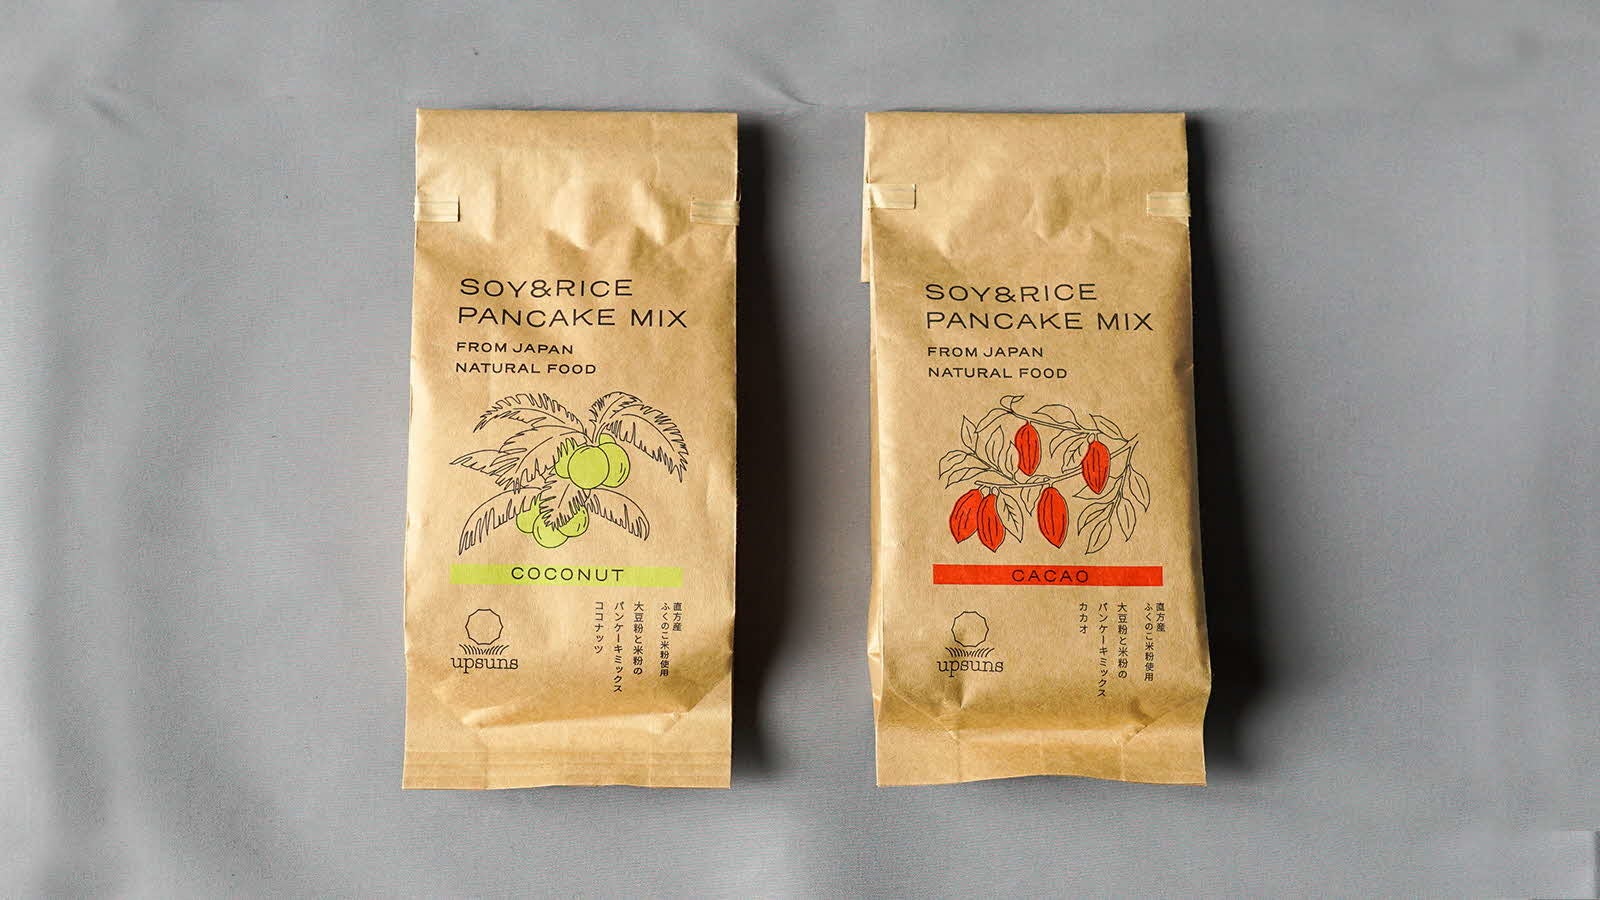 SOY&RICE
PANCAKE MIX
FROM JAPAN
NATURAL FOOD
COCONUT
upsuns
直方産
ふくのこ米粉使用
大豆粉と米粉の
パンケーキミックス
ココナッツ
SOY&RICE
PANCAKE MIX
FROM JAPAN
NATURAL FOOD
CACAO
upsuns
直方産
ふくのこ米粉使用
大豆粉と米粉の
パンケーキミックス
カカオ